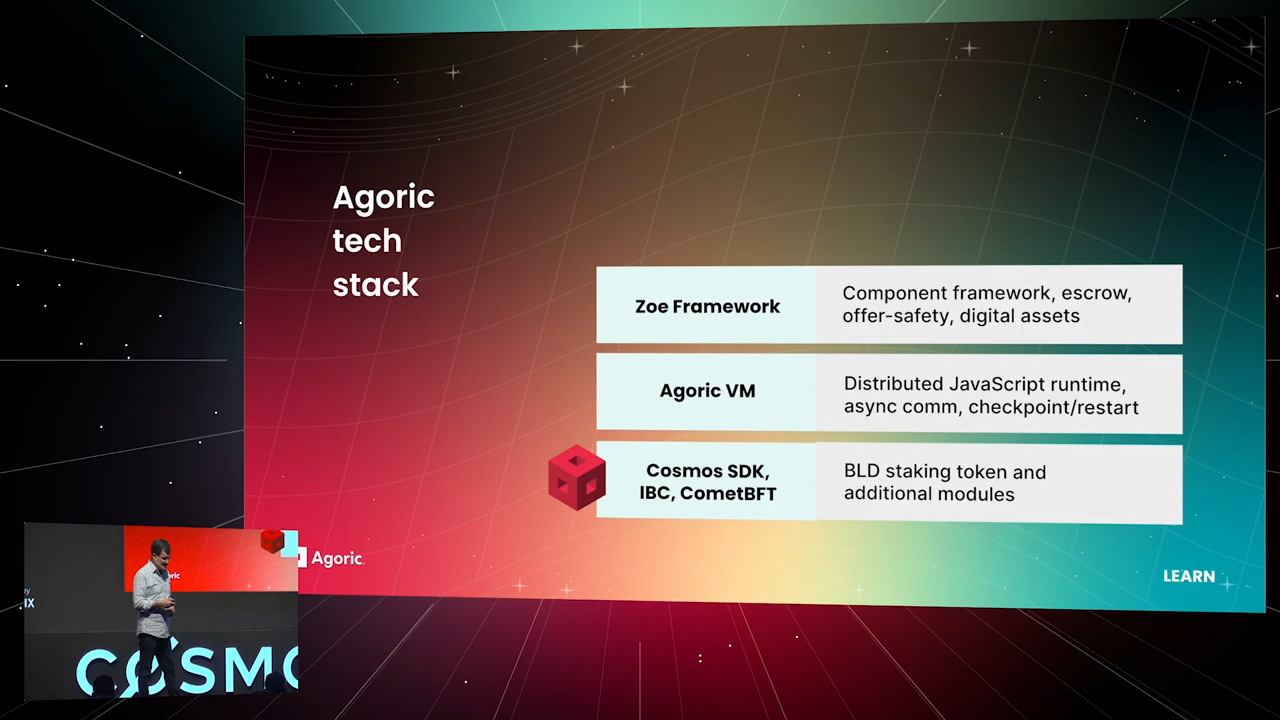 Agoric
tech
stack
Zoe Framework
Component framework, escrow,
offer-safety, digital assets
Agoric VM
Distributed JavaScript runtime,
async comm, checkpoint/restart
Cosmos SDK,
IBC, CometBFT
BLD staking token and
additional modules
Agoric
LEARN
COSMO